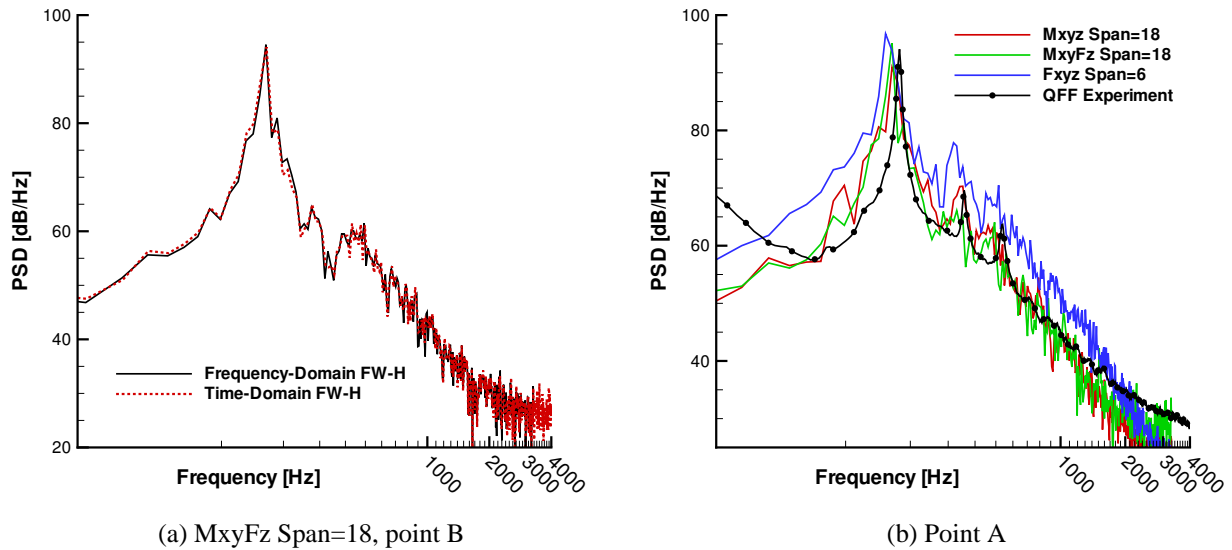 100
80
60
40
20
PSD [dB/Hz]
Frequency-Domain FW-H
Time-Domain FW-H
Frequency [Hz]
1000
2000
3000
4000
(a) MxyFz Span=18, point B
100
80
60
40
PSD [dB/Hz]
Mxyz Span=18
MxyFz Span=18
Fxyz Span=6
QFF Experiment
Frequency [Hz]
1000
2000
3000
4000
(b) Point A